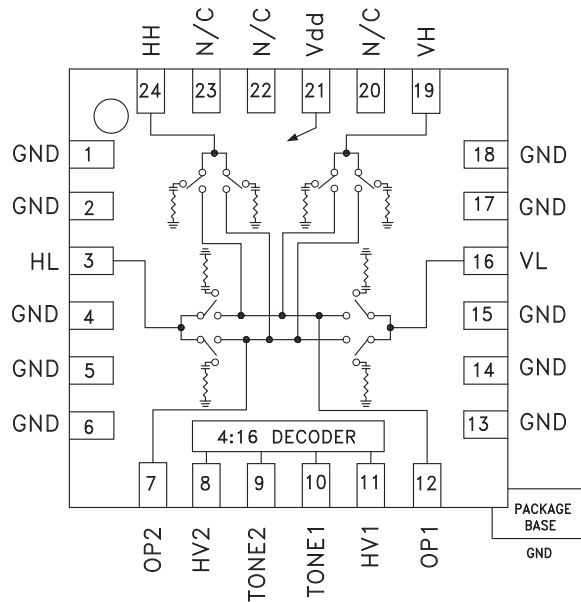 HH N/C N/C Vdd N/C VH
24 23 22 21 20 19
GND 1 18 GND
GND 2 17 GND
HL 3 16 VL
GND 4 15 GND
GND 5 14 GND
GND 6 13 GND
4:16 DECODER
7 8 9 10 11 12
OP2 HV2 TONE2 TONE1 HV1 OP1
PACKAGE
BASE
GND